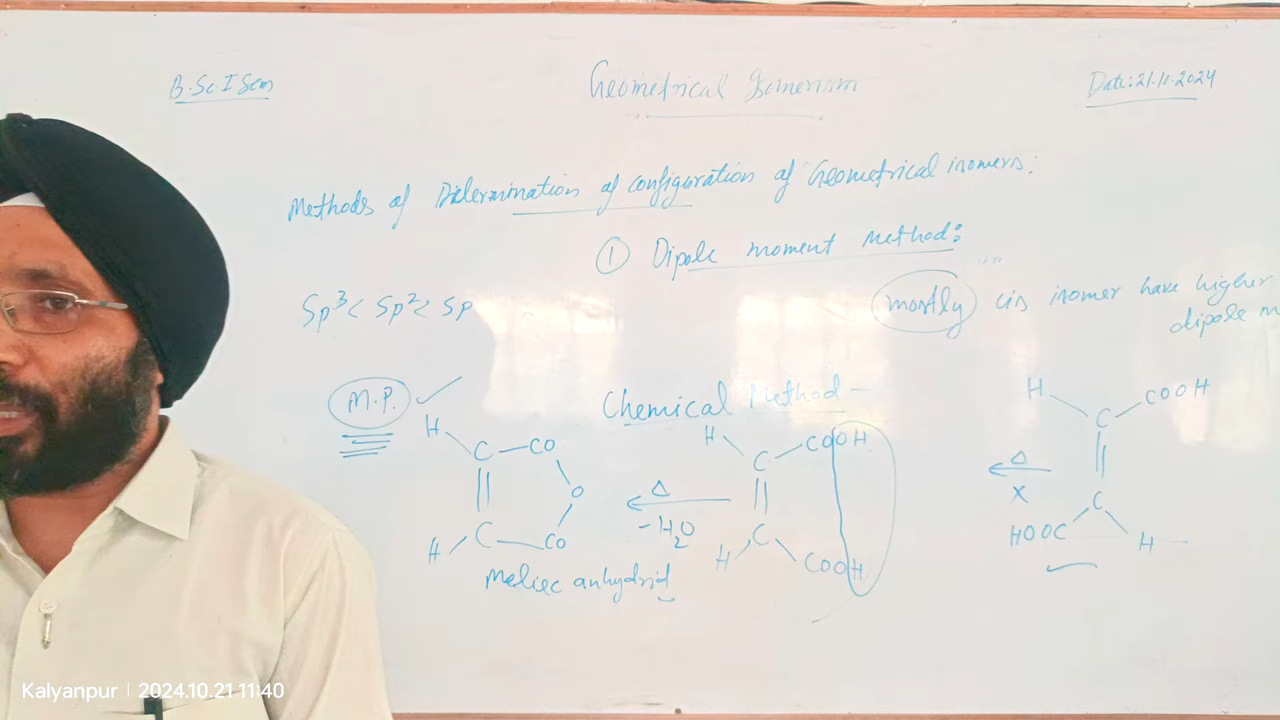 B.Sc.I Sem
Geometrical Isomerism
Date: 21.10.2024
Methods of Determination of configuration of Geometrical isomers:
① Dipole moment method:
Sp³ < Sp² < Sp
mostly cis isomer have higher
dipole m
M.P. ✓
Chemical Method –
H C CO
O
H C CO
Maliec anhydrid
Δ
-H₂O
H C COOH
H C COOH
Δ
X
H C COOH
HOOC C H
Kalyanpur | 2024.10.21 11:40